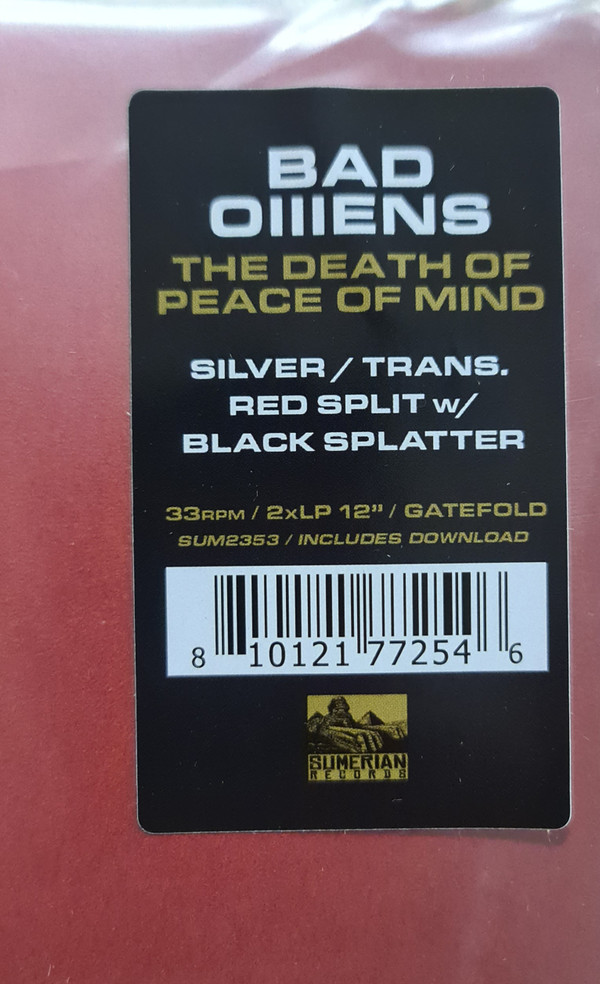 BAD
OMENS
THE DEATH OF
PEACE OF MIND
SILVER / TRANS.
RED SPLIT w/
BLACK SPLATTER
33RPM / 2xLP 12" / GATEFOLD
SUM2353 / INCLUDES DOWNLOAD
8 10121 77254 6
SUMERIAN
RECORDS